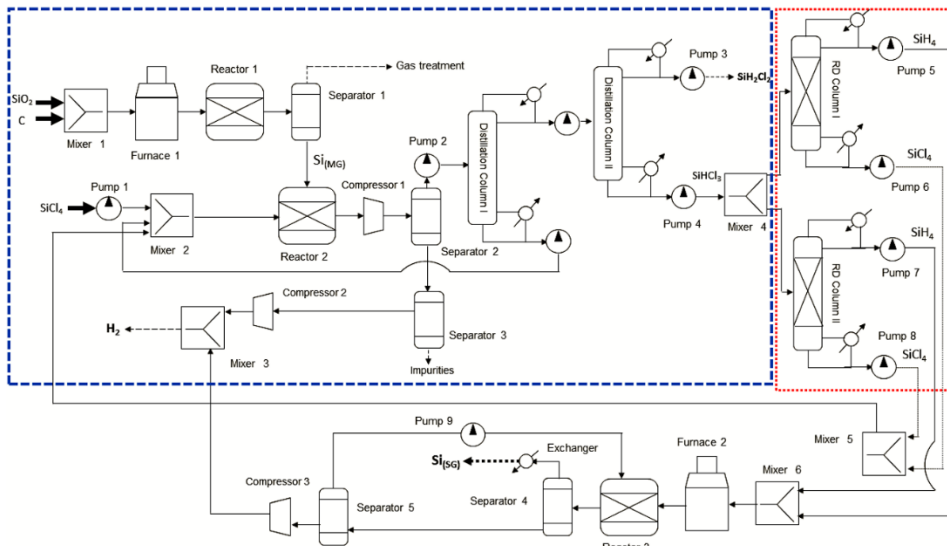 SiO₂
C
Mixer 1
Furnace 1
Reactor 1
Separator 1
Gas treatment
Si(MG)
SiCl₄
Pump 1
Mixer 2
Reactor 2
Compressor 1
Pump 2
Separator 2
Distillation Column I
Distillation Column II
Pump 3
SiH₂Cl₂
SiHCl₃
Pump 4
Mixer 4
RD Column I
SiH₄
Pump 5
SiCl₄
Pump 6
RD Column II
SiH₄
Pump 7
Pump 8
SiCl₄
H₂
Mixer 3
Compressor 2
Separator 3
Impurities
Mixer 5
Pump 9
Si(SG)
Exchanger
Furnace 2
Mixer 6
Compressor 3
Separator 5
Separator 4